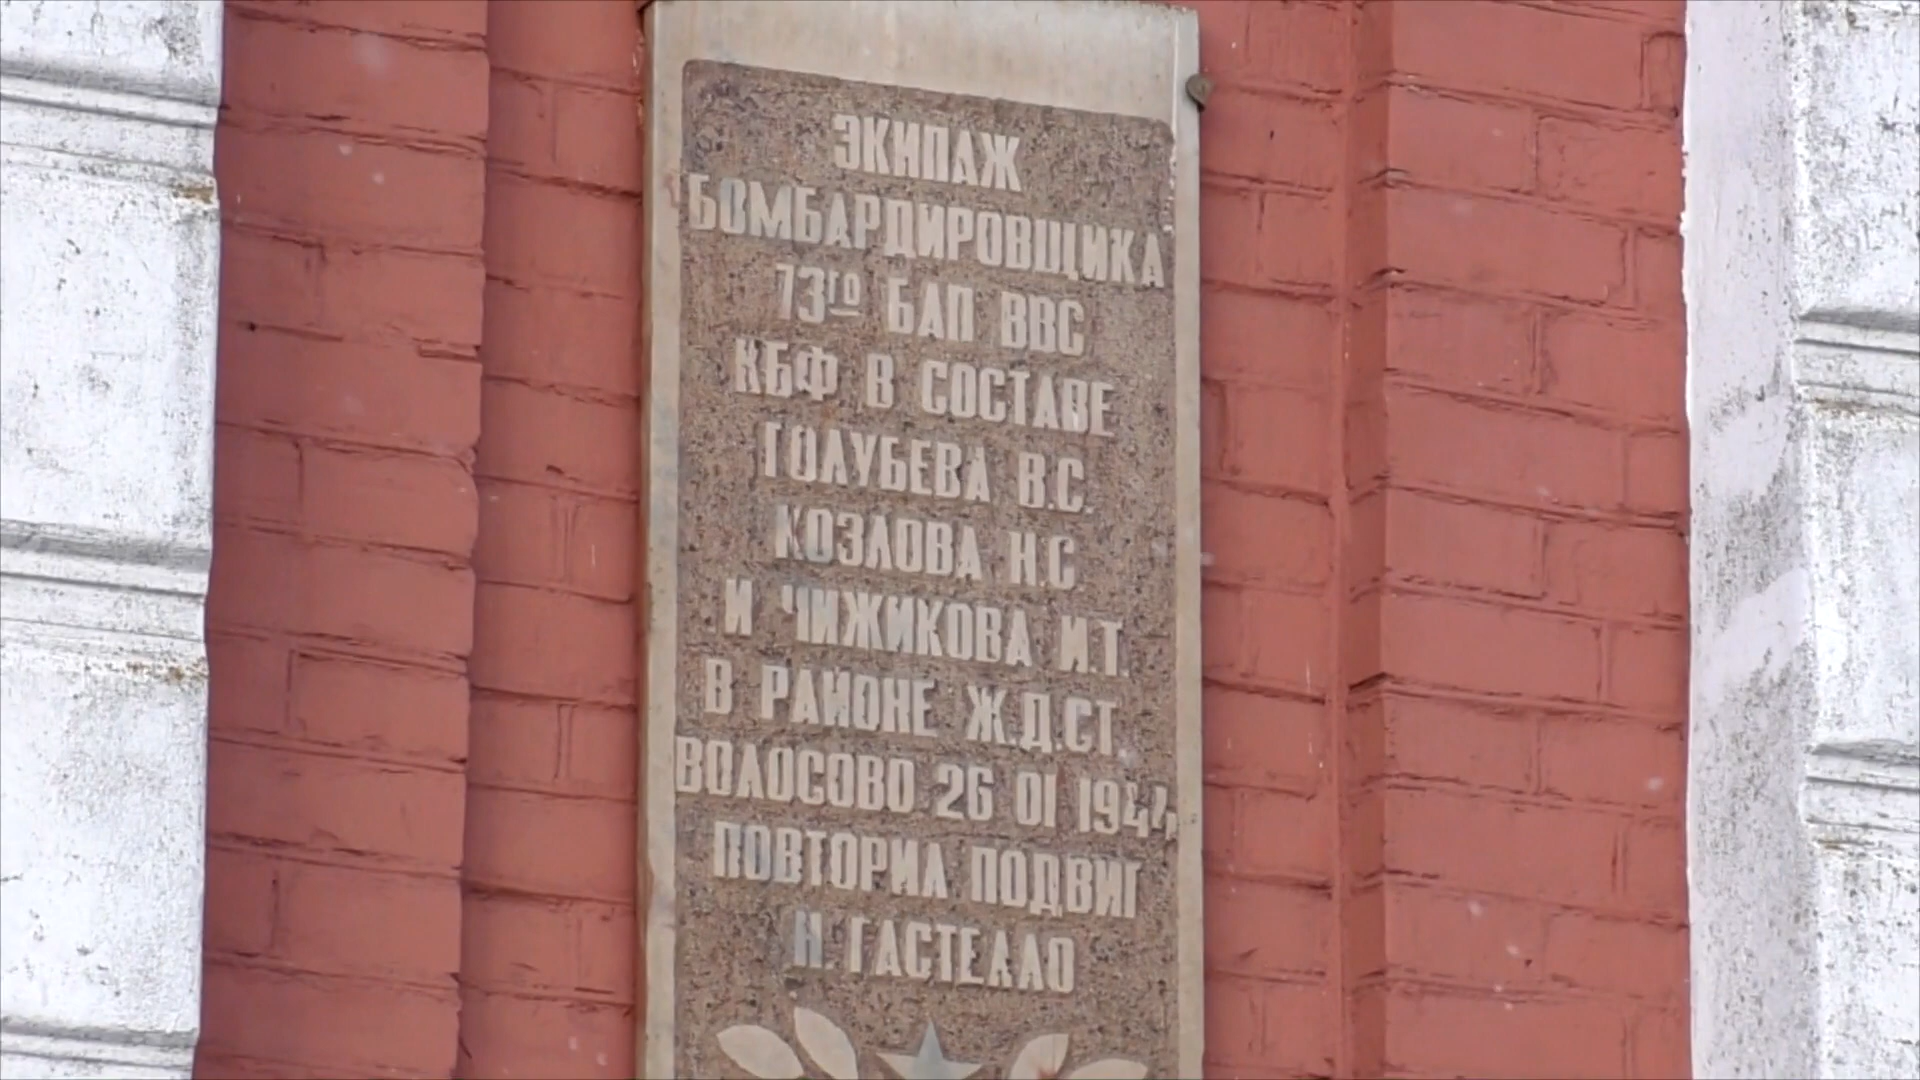 ЭКИПАЖ
БОМБАРДИРОВЩИКА
73го БАП ВВС
КБФ В СОСТАВЕ
ГОЛУБЕВА В.С.
КОЗЛОВА Н.С
И ЧИЖИКОВА И.Т.
В РАЙОНЕ Ж.Д.СТ.
ВОЛОСОВО 26 01 1944
ПОВТОРИЛ ПОДВИГ
Н.ГАСТЕЛЛО